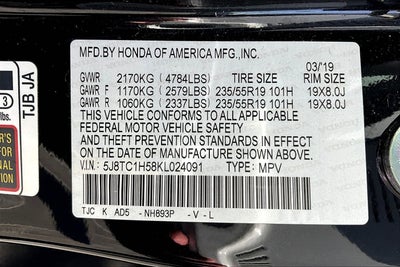 MFD.BY HONDA OF AMERICA MFG.,INC.
03/19
GVWR 2170KG (4784LBS) TIRE SIZE RIM SIZE
GAWR F 1170KG (2579LBS) 235/55R19 101H 19X8.0J
GAWR R 1060KG (2337LBS) 235/55R19 101H 19X8.0J
THIS VEHICLE CONFORMS TO ALL APPLICABLE
FEDERAL MOTOR VEHICLE SAFETY
AND THEFT PREVENTION STANDARDS IN EFFECT
ON THE DATE OF MANUFACTURE SHOWN ABOVE.
V.I.N: 5J8TC1H58KL024091 TYPE: MPV
TJC K AD5 - NH893P - V - L
TJB JA
3
lbs.